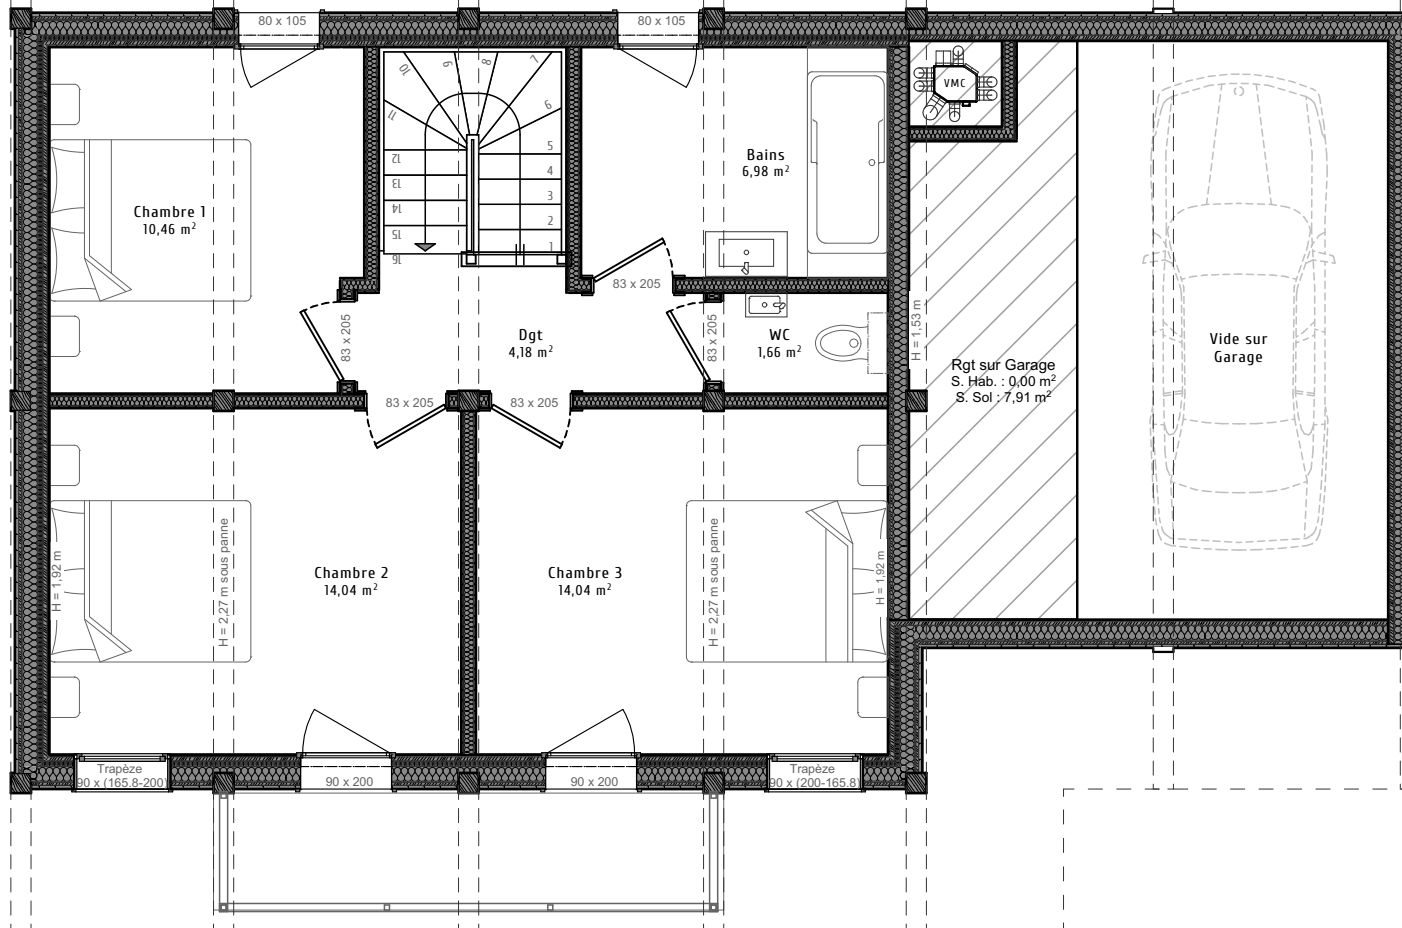 80 x 105
80 x 105
10
9
8
7
6
11
12
13
14
15
16
5
4
3
2
1
VMC
Bains
6,98 m²
Chambre 1
10,46 m²
83 x 205
83 x 205
Dgt
4,18 m²
83 x 205
WC
1,66 m²
H = 1,53 m
Rgt sur Garage
S. Hab. : 0,00 m²
S. Sol : 7,91 m²
Vide sur
Garage
83 x 205
83 x 205
H = 1,92 m
H = 2,27 m sous panne
Chambre 2
14,04 m²
Chambre 3
14,04 m²
H = 2,27 m sous panne
H = 1,92 m
Trapèze
90 x (165.8-200)
90 x 200
90 x 200
Trapèze
90 x (200-165.8)